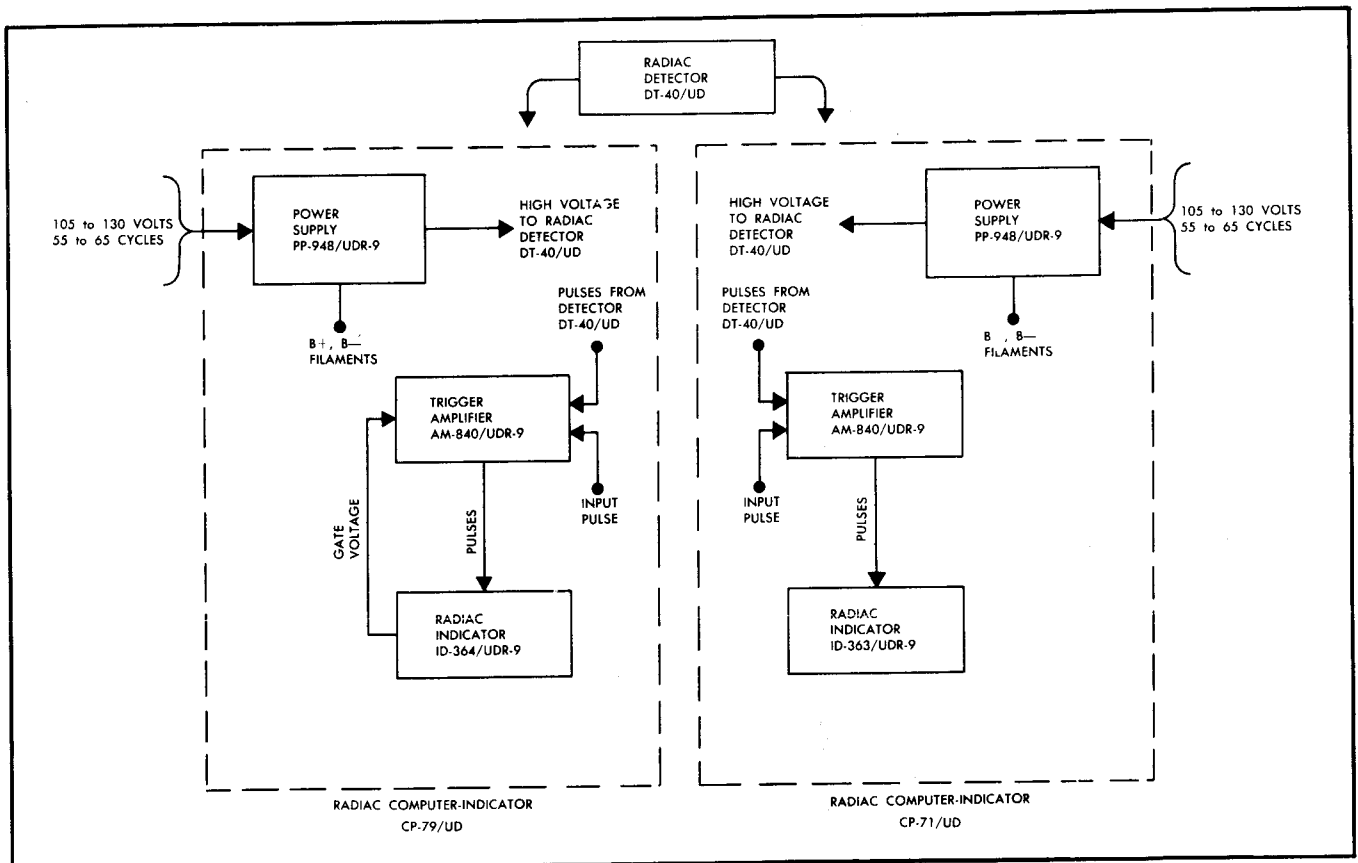 RADIAC
DETECTOR
DT-40/UD
105 to 130 VOLTS
55 to 65 CYCLES
POWER
SUPPLY
PP-948/UDR-9
HIGH VOLTAGE
TO RADIAC
DETECTOR
DT-40/UD
B+, B—
FILAMENTS
PULSES FROM
DETECTOR
DT-40/UD
TRIGGER
AMPLIFIER
AM-840/UDR-9
INPUT
PULSE
GATE
VOLTAGE
PULSES
RADIAC
INDICATOR
ID-364/UDR-9
RADIAC COMPUTER-INDICATOR
CP-79/UD
HIGH VOLTAGE
TO RADIAC
DETECTOR
DT-40/UD
POWER
SUPPLY
PP-948/UDR-9
105 to 130 VOLTS
55 to 65 CYCLES
B , B—
FILAMENTS
PULSES FROM
DETECTOR
DT-40/UD
TRIGGER
AMPLIFIER
AM-840/UDR-9
INPUT
PULSE
PULSES
RADIAC
INDICATOR
ID-363/UDR-9
RADIAC COMPUTER-INDICATOR
CP-71/UD